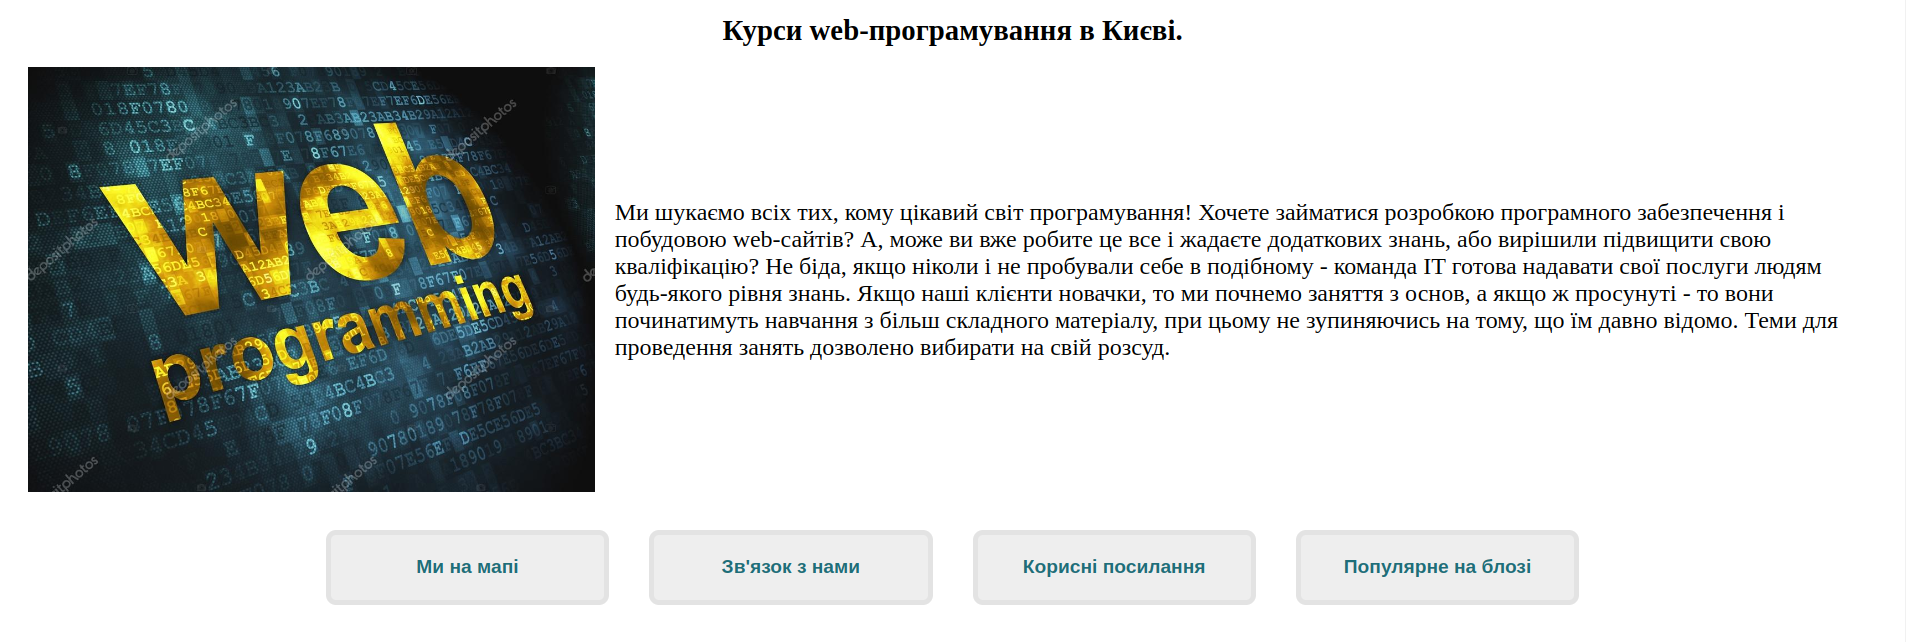 Курси web-програмування в Києві.
web
programming
depositphotos
Ми шукаємо всіх тих, кому цікавий світ програмування! Хочете займатися розробкою програмного забезпечення і
побудовою web-сайтів? А, може ви вже робите це все і жадаєте додаткових знань, або вирішили підвищити свою
кваліфікацію? Не біда, якщо ніколи і не пробували себе в подібному - команда IT готова надавати свої послуги людям
будь-якого рівня знань. Якщо наші клієнти новачки, то ми почнемо заняття з основ, а якщо ж просунуті - то вони
починатимуть навчання з більш складного матеріалу, при цьому не зупиняючись на тому, що їм давно відомо. Теми для
проведення занять дозволено вибирати на свій розсуд.
Ми на мапі
Зв'язок з нами
Корисні посилання
Популярне на блозі